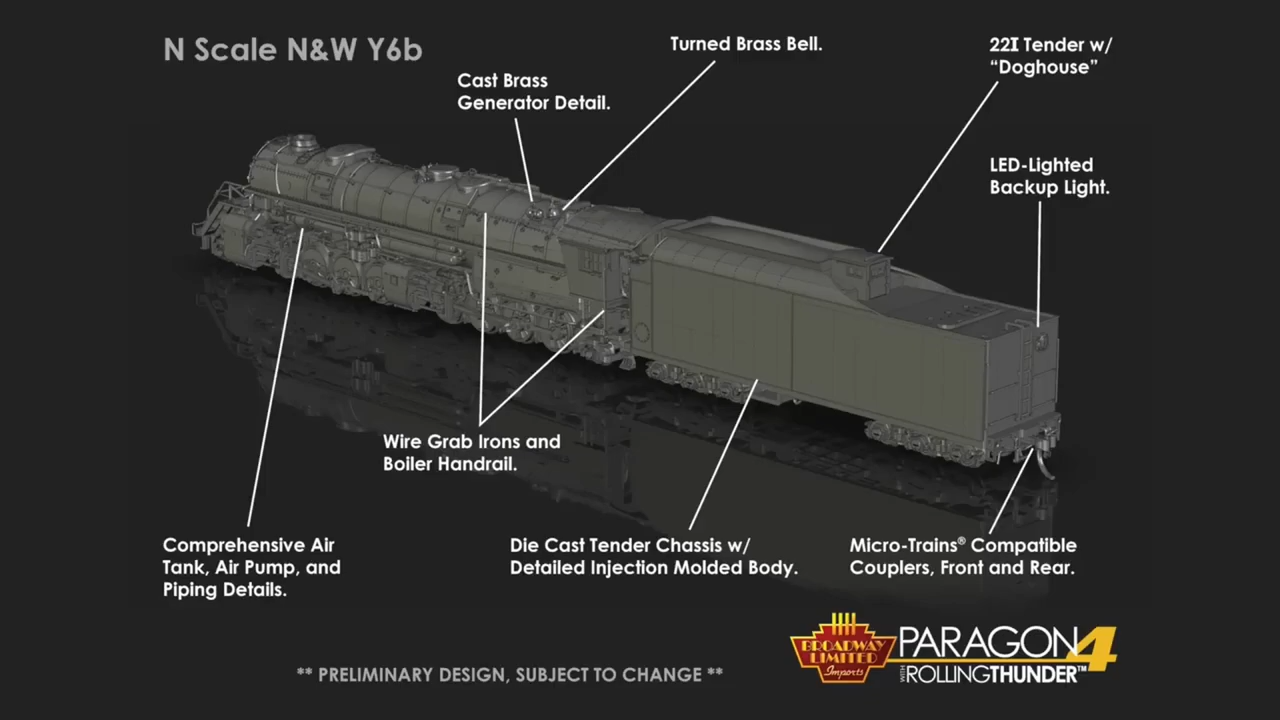 N Scale N&W Y6b
Turned Brass Bell.
22I Tender w/
“Doghouse”
Cast Brass
Generator Detail.
LED-Lighted
Backup Light.
Wire Grab Irons and
Boiler Handrail.
Comprehensive Air
Tank, Air Pump, and
Piping Details.
Die Cast Tender Chassis w/
Detailed Injection Molded Body.
Micro-Trains® Compatible
Couplers, Front and Rear.
** PRELIMINARY DESIGN, SUBJECT TO CHANGE **
BROADWAY
LIMITED
Imports
PARAGON4
WITH ROLLINGTHUNDER™